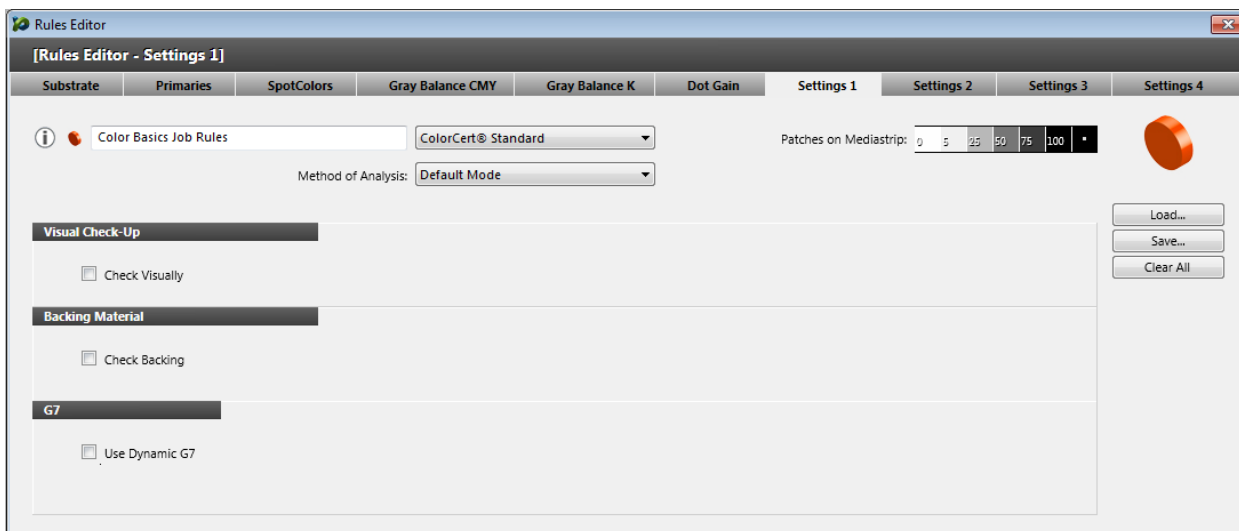 Rules Editor
[Rules Editor - Settings 1]
Substrate Primaries SpotColors Gray Balance CMY Gray Balance K Dot Gain Settings 1 Settings 2 Settings 3 Settings 4
Color Basics Job Rules ColorCert® Standard Patches on Mediastrip: 0 5 25 50 75 100 *
Method of Analysis: Default Mode
Load...
Visual Check-Up
Save...
Check Visually Clear All
Backing Material
Check Backing
G7
Use Dynamic G7